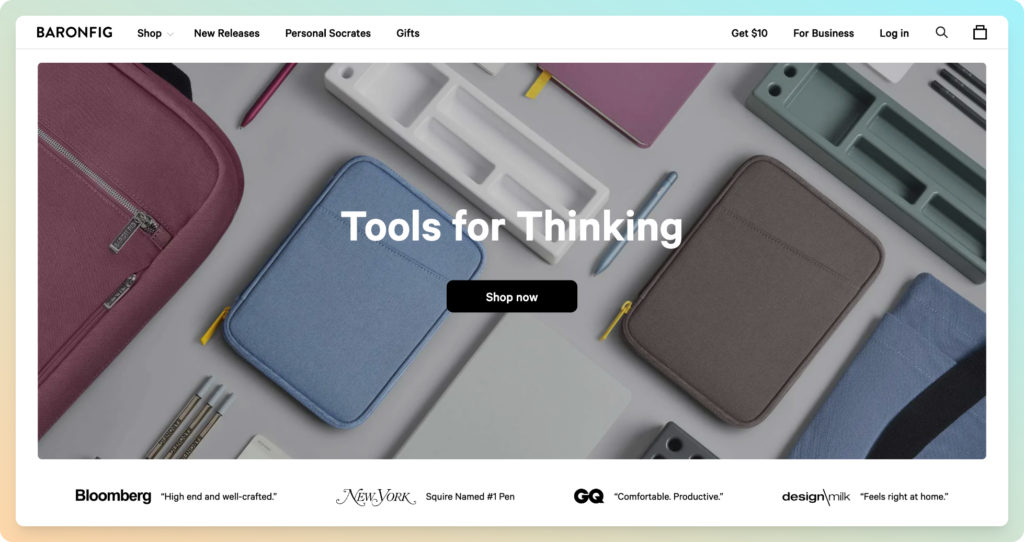 BARONFIG
Shop
New Releases
Personal Socrates
Gifts
Get $10
For Business
Log in
Tools for Thinking
Shop now
Bloomberg “High end and well-crafted.”
NEW YORK Squire Named #1 Pen
GQ “Comfortable. Productive.”
design\milk “Feels right at home.”